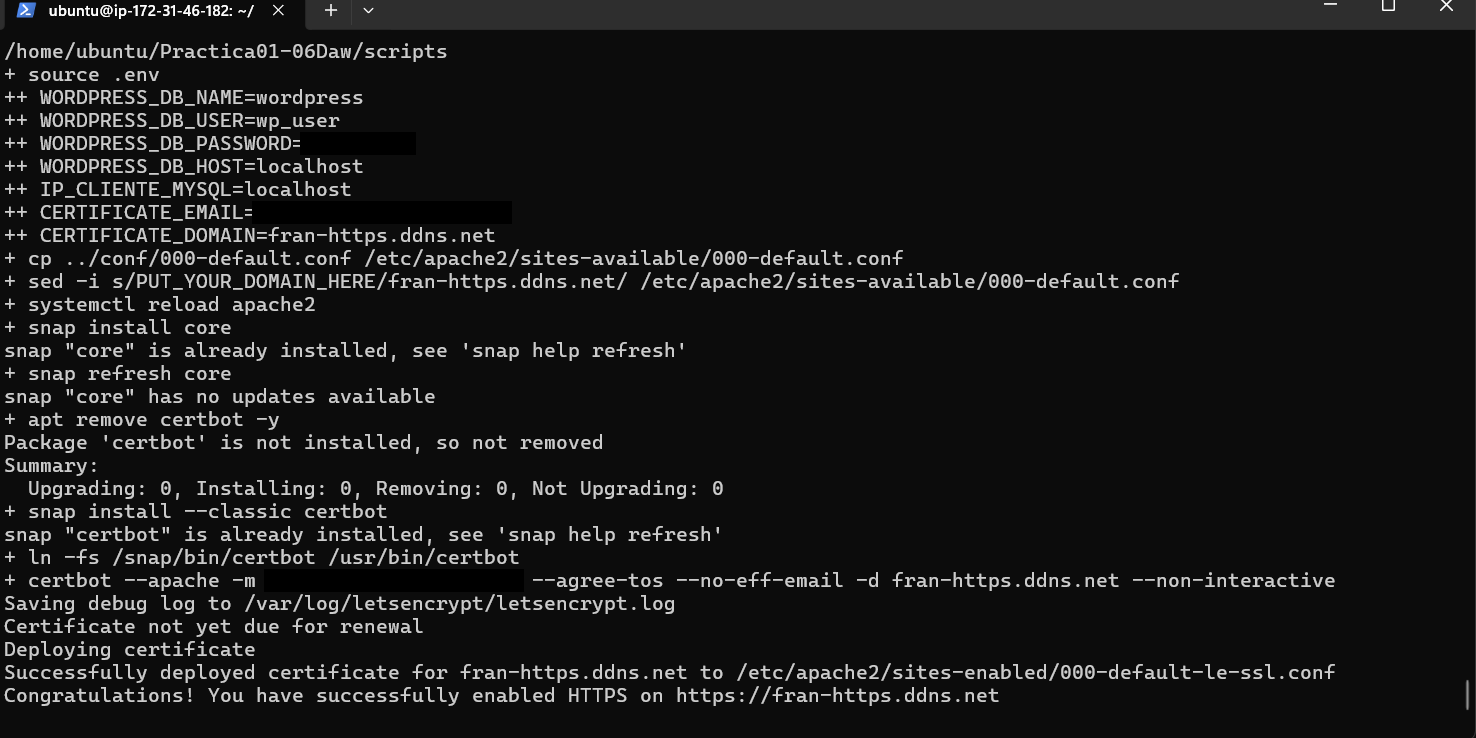 ubuntu@ip-172-31-46-182: ~/
/home/ubuntu/Practica01-06Daw/scripts
+ source .env
++ WORDPRESS_DB_NAME=wordpress
++ WORDPRESS_DB_USER=wp_user
++ WORDPRESS_DB_PASSWORD=
++ WORDPRESS_DB_HOST=localhost
++ IP_CLIENTE_MYSQL=localhost
++ CERTIFICATE_EMAIL=
++ CERTIFICATE_DOMAIN=fran-https.ddns.net
+ cp ../conf/000-default.conf /etc/apache2/sites-available/000-default.conf
+ sed -i s/PUT_YOUR_DOMAIN_HERE/fran-https.ddns.net/ /etc/apache2/sites-available/000-default.conf
+ systemctl reload apache2
+ snap install core
snap "core" is already installed, see 'snap help refresh'
+ snap refresh core
snap "core" has no updates available
+ apt remove certbot -y
Package 'certbot' is not installed, so not removed
Summary:
  Upgrading: 0, Installing: 0, Removing: 0, Not Upgrading: 0
+ snap install --classic certbot
snap "certbot" is already installed, see 'snap help refresh'
+ ln -fs /snap/bin/certbot /usr/bin/certbot
+ certbot --apache -m --agree-tos --no-eff-email -d fran-https.ddns.net --non-interactive
Saving debug log to /var/log/letsencrypt/letsencrypt.log
Certificate not yet due for renewal
Deploying certificate
Successfully deployed certificate for fran-https.ddns.net to /etc/apache2/sites-enabled/000-default-le-ssl.conf
Congratulations! You have successfully enabled HTTPS on https://fran-https.ddns.net